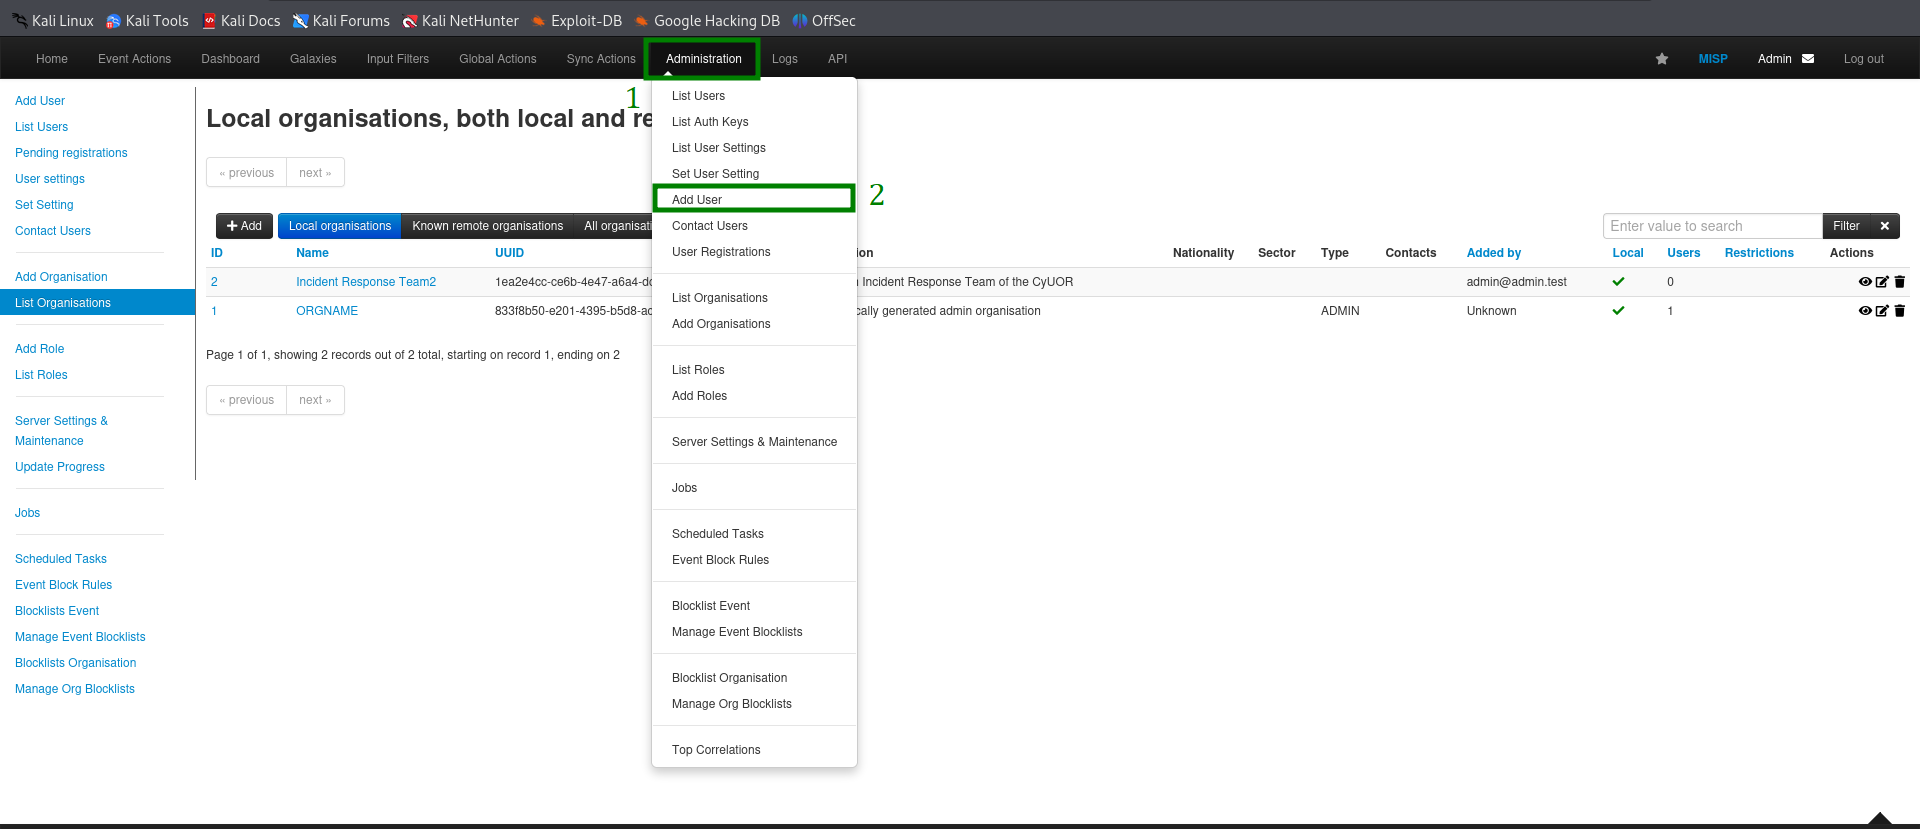 Kali Linux Kali Tools Kali Docs Kali Forums Kali NetHunter Exploit-DB Google Hacking DB OffSec
Home Event Actions Dashboard Galaxies Input Filters Global Actions Sync Actions Administration Logs API MISP Admin Log out
Add User
List Users
Pending registrations
User settings
Set Setting
Contact Users
Add Organisation
List Organisations
Add Role
List Roles
Server Settings &
Maintenance
Update Progress
Jobs
Scheduled Tasks
Event Block Rules
Blocklists Event
Manage Event Blocklists
Blocklists Organisation
Manage Org Blocklists
1
List Users
List Auth Keys
List User Settings
Set User Setting
Add User
2
Contact Users
User Registrations
List Organisations
Add Organisations
List Roles
Add Roles
Server Settings & Maintenance
Jobs
Scheduled Tasks
Event Block Rules
Blocklist Event
Manage Event Blocklists
Blocklist Organisation
Manage Org Blocklists
Top Correlations
Local organisations, both local and re
« previous next »
Add Local organisations Known remote organisations All organisati Enter value to search Filter
ID Name UUID ion Nationality Sector Type Contacts Added by Local Users Restrictions Actions
2 Incident Response Team2 1ea2e4cc-ce6b-4e47-a6a4-dc Incident Response Team of the CyUOR admin@admin.test 0
1 ORGNAME 833f8b50-e201-4395-b5d8-ac cally generated admin organisation ADMIN Unknown 1
Page 1 of 1, showing 2 records out of 2 total, starting on record 1, ending on 2
« previous next »